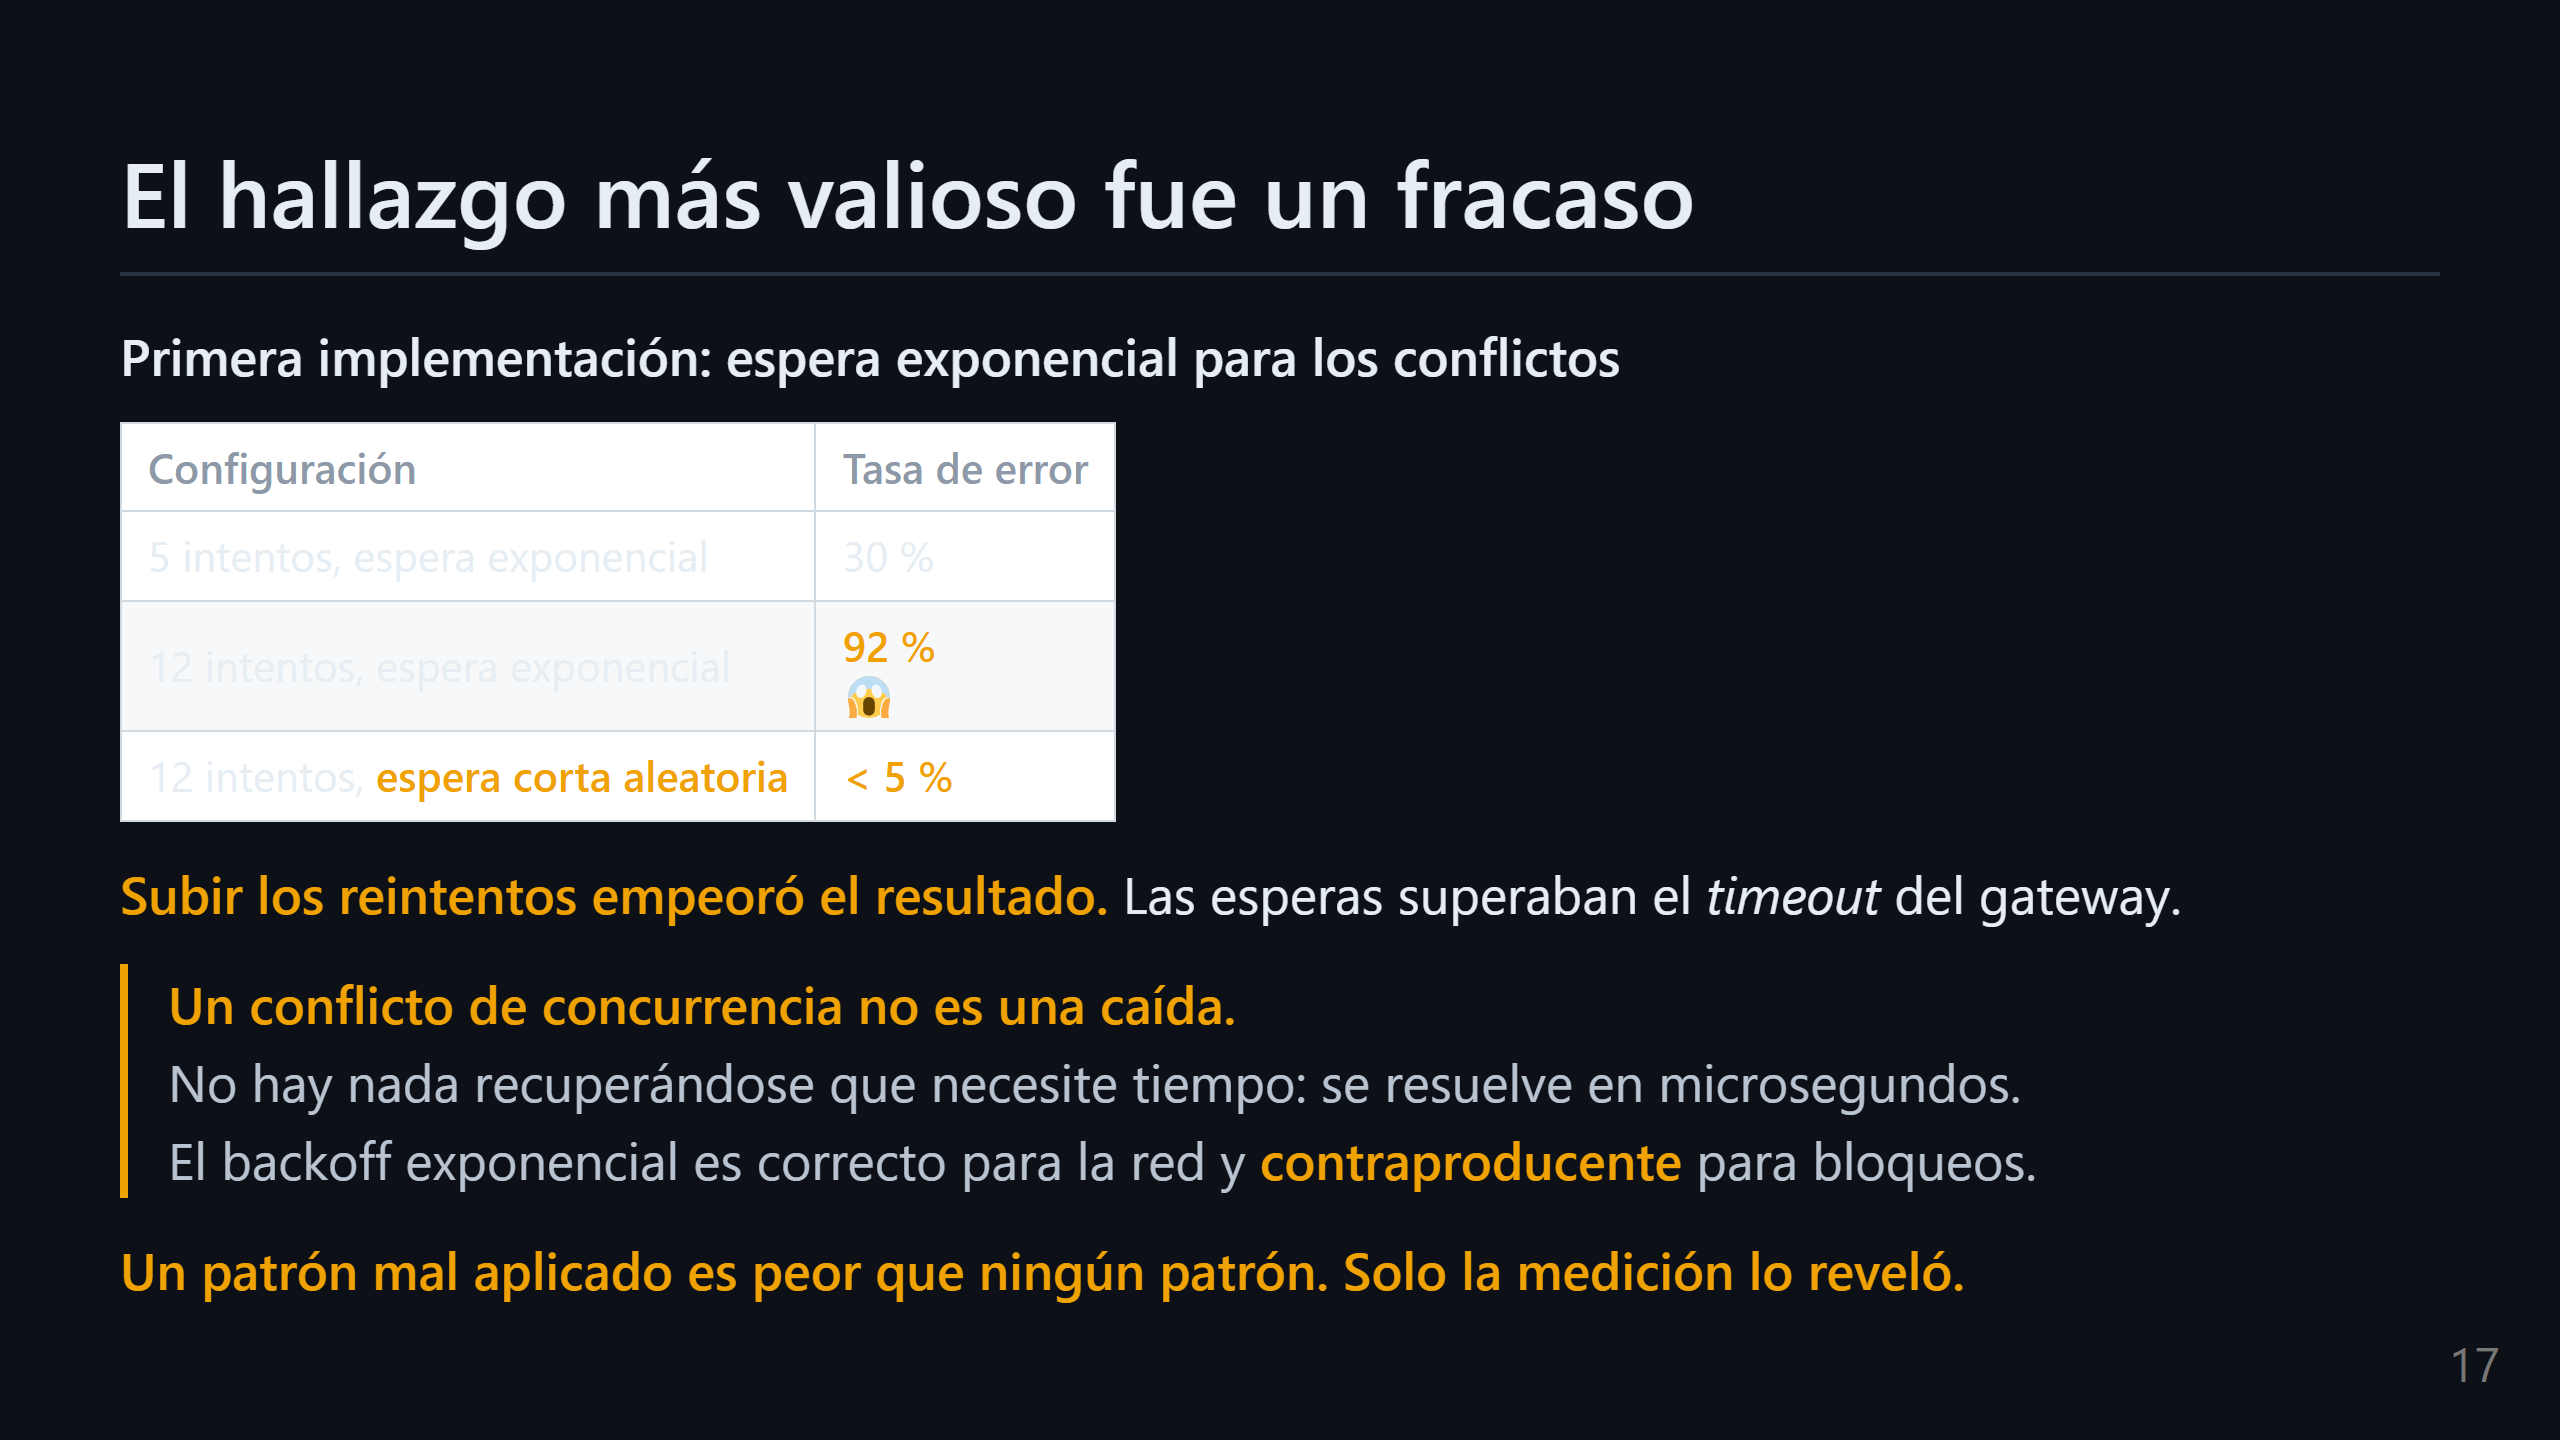 El hallazgo más valioso fue un fracaso
Primera implementación: espera exponencial para los conflictos
Configuración Tasa de error
5 intentos, espera exponencial 30 %
12 intentos, espera exponencial 92 % 😱
12 intentos, espera corta aleatoria < 5 %
Subir los reintentos empeoró el resultado. Las esperas superaban el timeout del gateway.
Un conflicto de concurrencia no es una caída.
No hay nada recuperándose que necesite tiempo: se resuelve en microsegundos.
El backoff exponencial es correcto para la red y contraproducente para bloqueos.
Un patrón mal aplicado es peor que ningún patrón. Solo la medición lo reveló.
17